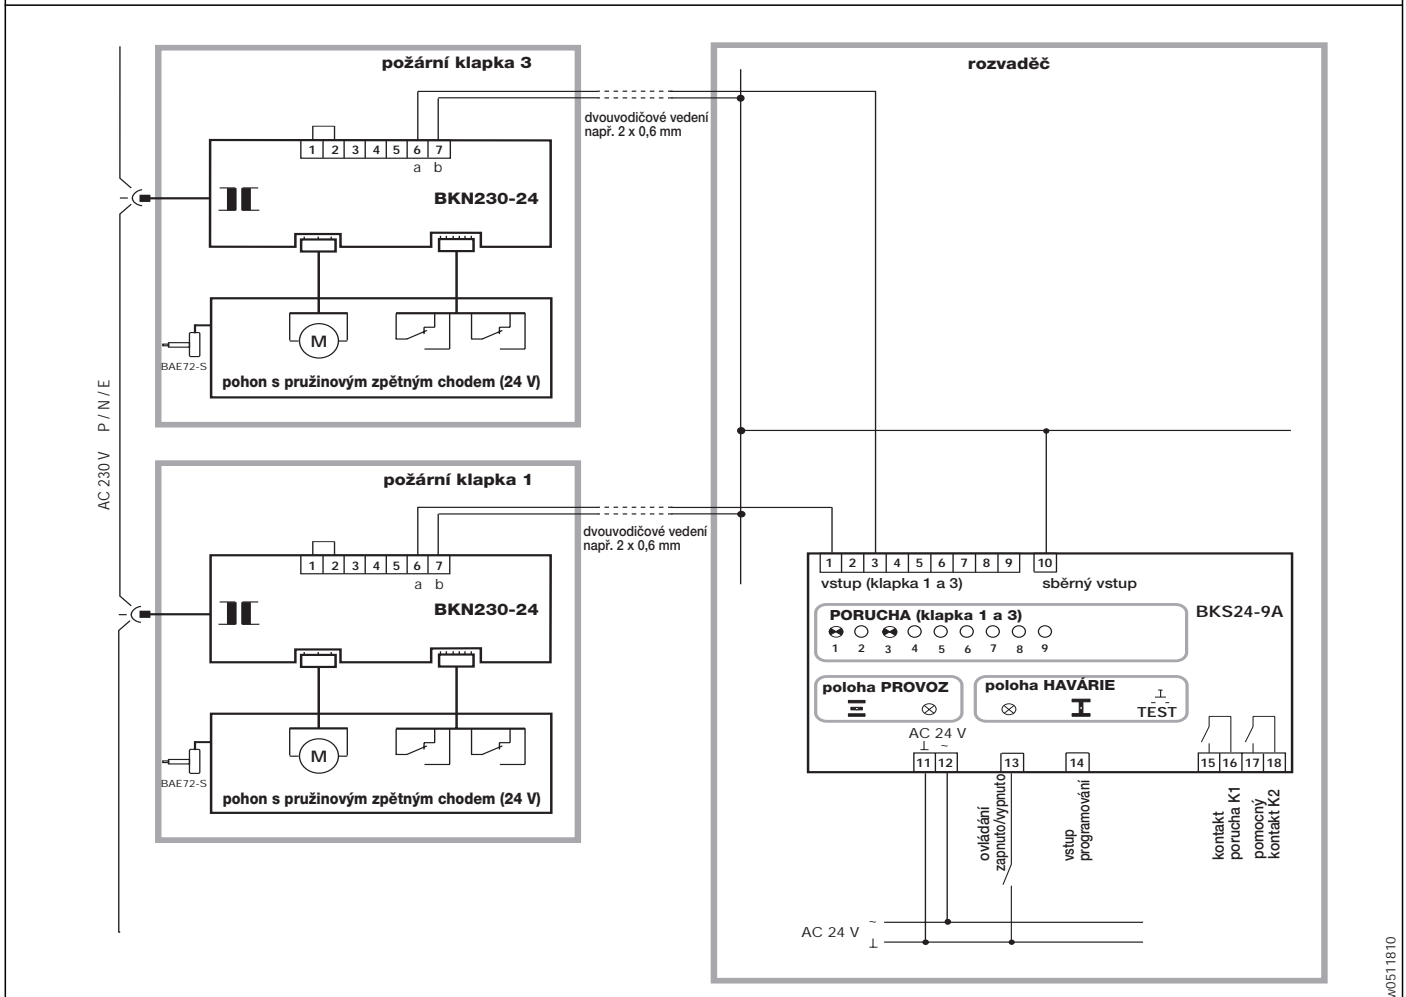 požární klapka 3
rozvaděč
dvouvodičové vedení
např. 2 x 0,6 mm
1 2 3 4 5 6 7
a b
BKN230-24
M
BAE72-S
pohon s pružinovým zpětným chodem (24 V)
AC 230 V P / N / E
požární klapka 1
dvouvodičové vedení
např. 2 x 0,6 mm
1 2 3 4 5 6 7
a b
BKN230-24
M
BAE72-S
pohon s pružinovým zpětným chodem (24 V)
1 2 3 4 5 6 7 8 9 10
vstup (klapka 1 a 3) sběrný vstup
BKS24-9A
PORUCHA (klapka 1 a 3)
1 2 3 4 5 6 7 8 9
poloha PROVOZ
poloha HAVÁRIE
TEST
AC 24 V
⊥ ~
11 12 13 14 15 16 17 18
ovládání
zapnuto/vypnuto
vstup
programování
kontakt
porucha K1
pomocný
kontakt K2
AC 24 V ~
⊥
w0511810